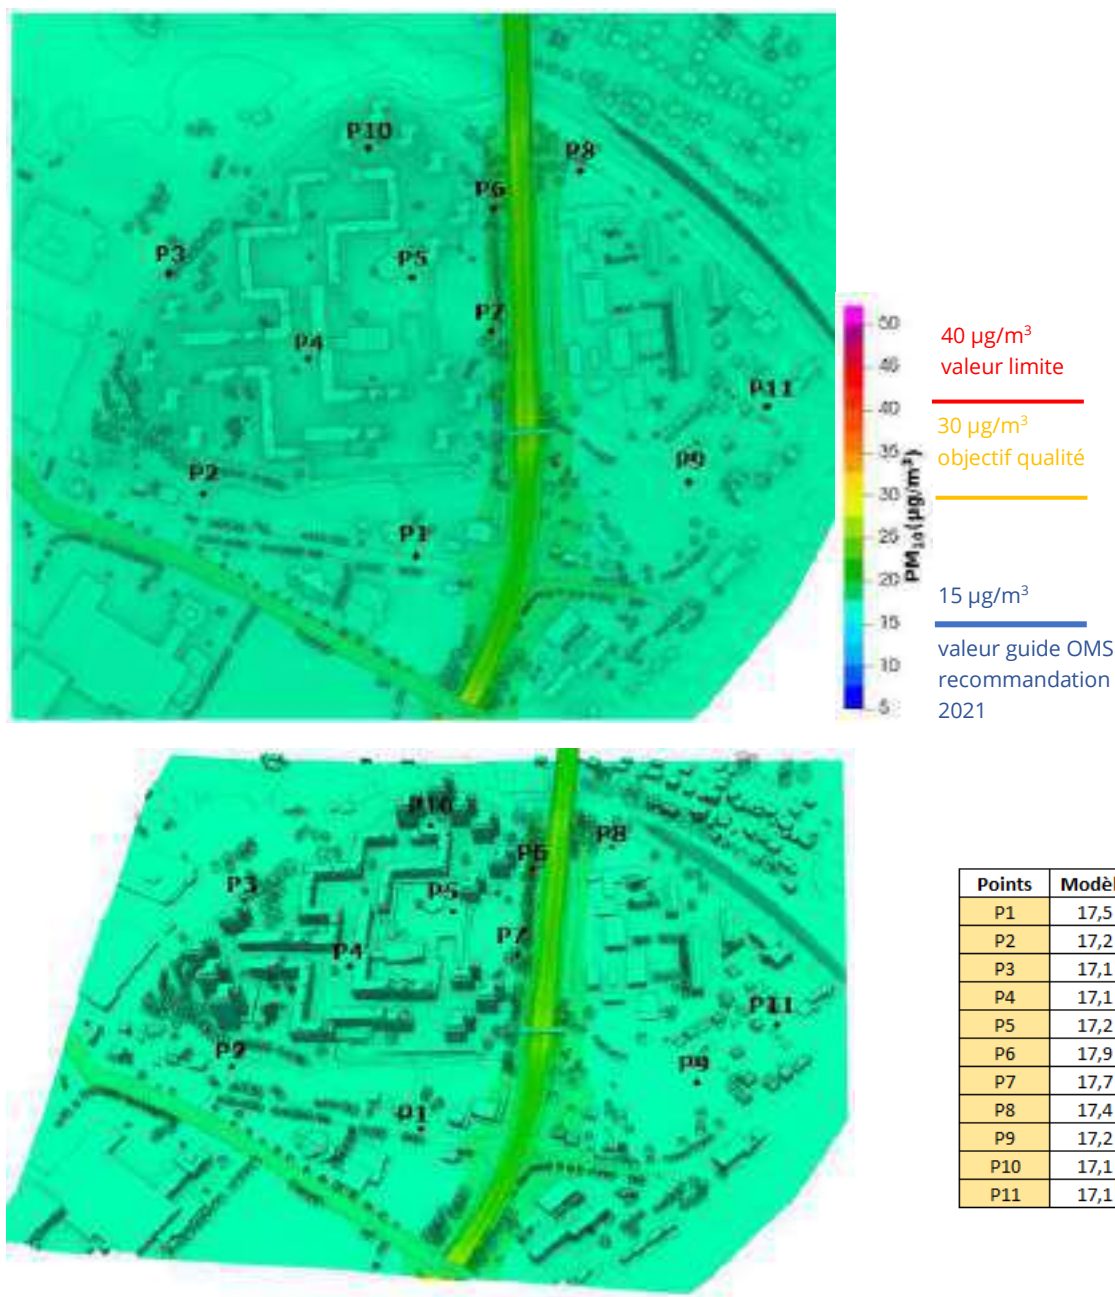 P10
P8
P6
P3
P5
P7
P4
P11
P9
P2
P1
50
45
40
35
30
25
20
15
10
5
PM10(µg/m³)
40 µg/m³
valeur limite
30 µg/m³
objectif qualité
15 µg/m³
valeur guide OMS
recommandation
2021
P10
P8
P6
P3
P5
P7
P4
P11
P2
P9
P1
Points Modèl
P1 17,5
P2 17,2
P3 17,1
P4 17,1
P5 17,2
P6 17,9
P7 17,7
P8 17,4
P9 17,2
P10 17,1
P11 17,1